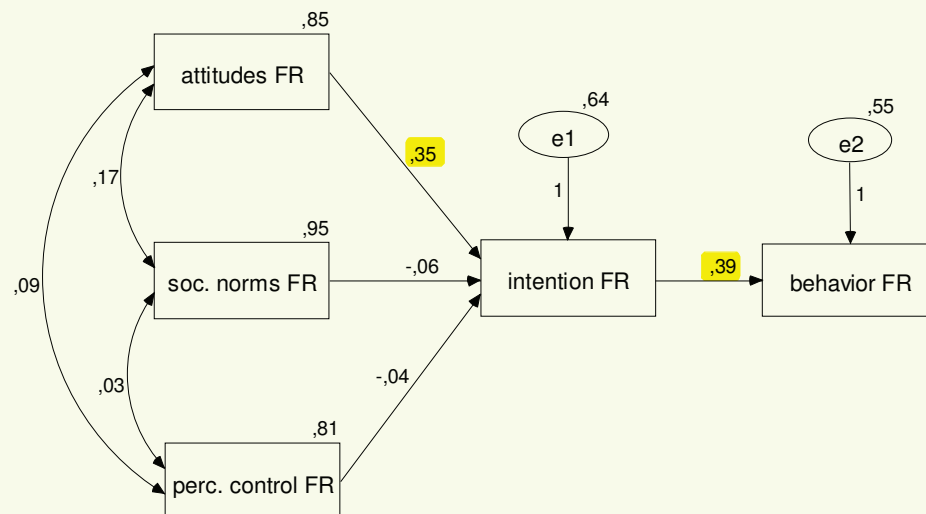 ,85
attitudes FR
,64
e1
,55
e2
,35
1
1
,17
,95
soc. norms FR
-,06
intention FR
,39
behavior FR
,09
,03
-,04
,81
perc. control FR